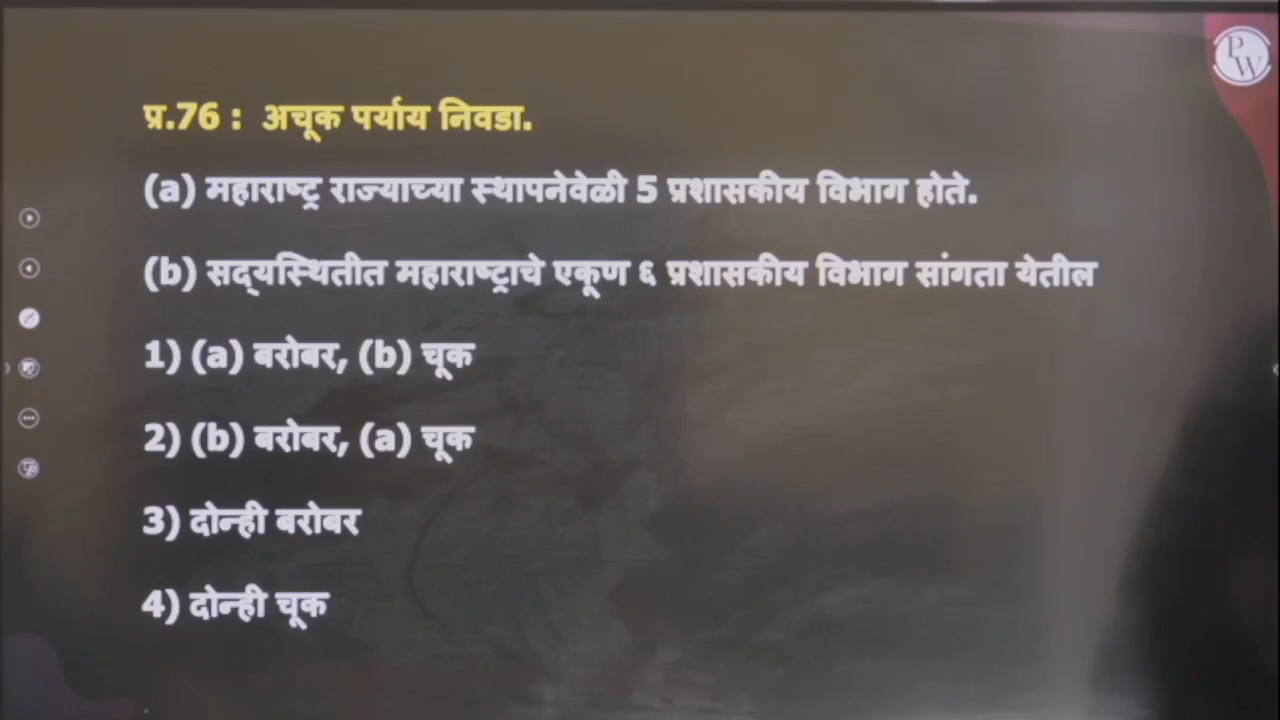 PW
प्र.76 : अचूक पर्याय निवडा.
(a) महाराष्ट्र राज्याच्या स्थापनेवेळी 5 प्रशासकीय विभाग होते.
(b) सद्‌यस्थितीत महाराष्ट्राचे एकूण ६ प्रशासकीय विभाग सांगता येतील
1) (a) बरोबर, (b) चूक
2) (b) बरोबर, (a) चूक
3) दोन्ही बरोबर
4) दोन्ही चूक